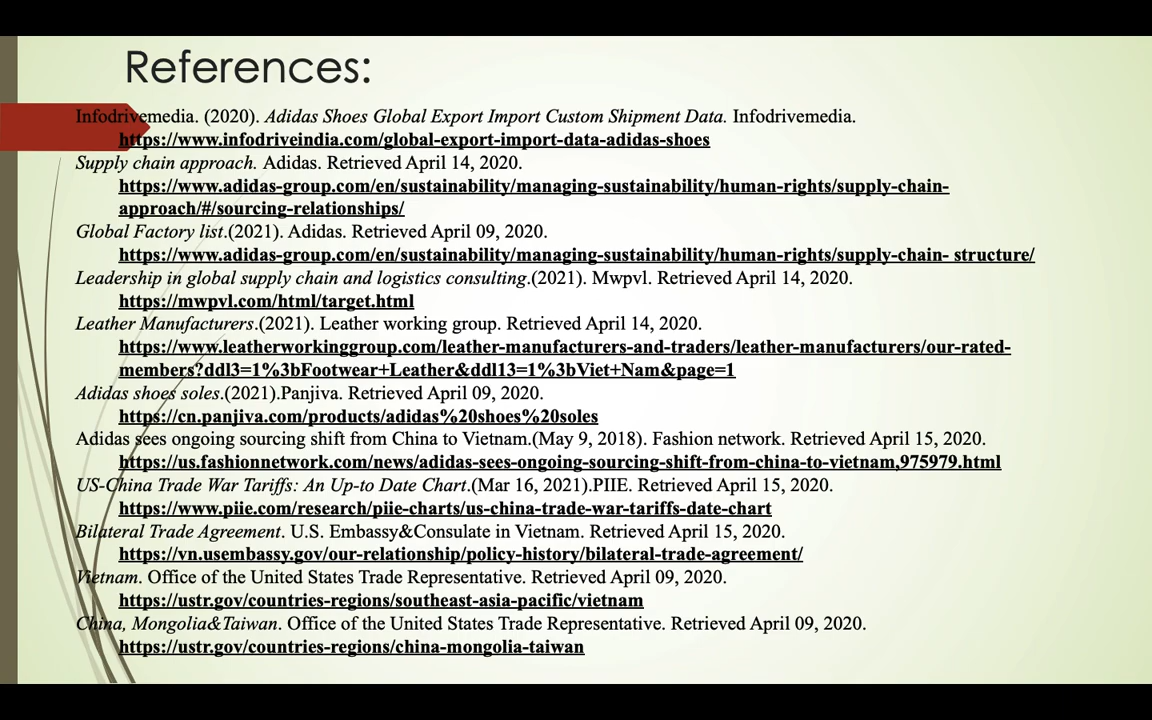 References:
Infodrivemedia. (2020). Adidas Shoes Global Export Import Custom Shipment Data. Infodrivemedia.
https://www.infodriveindia.com/global-export-import-data-adidas-shoes
Supply chain approach. Adidas. Retrieved April 14, 2020.
https://www.adidas-group.com/en/sustainability/managing-sustainability/human-rights/supply-chain-
approach/#/sourcing-relationships/
Global Factory list.(2021). Adidas. Retrieved April 09, 2020.
https://www.adidas-group.com/en/sustainability/managing-sustainability/human-rights/supply-chain- structure/
Leadership in global supply chain and logistics consulting.(2021). Mwpvl. Retrieved April 14, 2020.
https://mwpvl.com/html/target.html
Leather Manufacturers.(2021). Leather working group. Retrieved April 14, 2020.
https://www.leatherworkinggroup.com/leather-manufacturers-and-traders/leather-manufacturers/our-rated-
members?ddl3=1%3bFootwear+Leather&ddl13=1%3bViet+Nam&page=1
Adidas shoes soles.(2021).Panjiva. Retrieved April 09, 2020.
https://cn.panjiva.com/products/adidas%20shoes%20soles
Adidas sees ongoing sourcing shift from China to Vietnam.(May 9, 2018). Fashion network. Retrieved April 15, 2020.
https://us.fashionnetwork.com/news/adidas-sees-ongoing-sourcing-shift-from-china-to-vietnam,975979.html
US-China Trade War Tariffs: An Up-to Date Chart.(Mar 16, 2021).PIIE. Retrieved April 15, 2020.
https://www.piie.com/research/piie-charts/us-china-trade-war-tariffs-date-chart
Bilateral Trade Agreement. U.S. Embassy&Consulate in Vietnam. Retrieved April 15, 2020.
https://vn.usembassy.gov/our-relationship/policy-history/bilateral-trade-agreement/
Vietnam. Office of the United States Trade Representative. Retrieved April 09, 2020.
https://ustr.gov/countries-regions/southeast-asia-pacific/vietnam
China, Mongolia&Taiwan. Office of the United States Trade Representative. Retrieved April 09, 2020.
https://ustr.gov/countries-regions/china-mongolia-taiwan